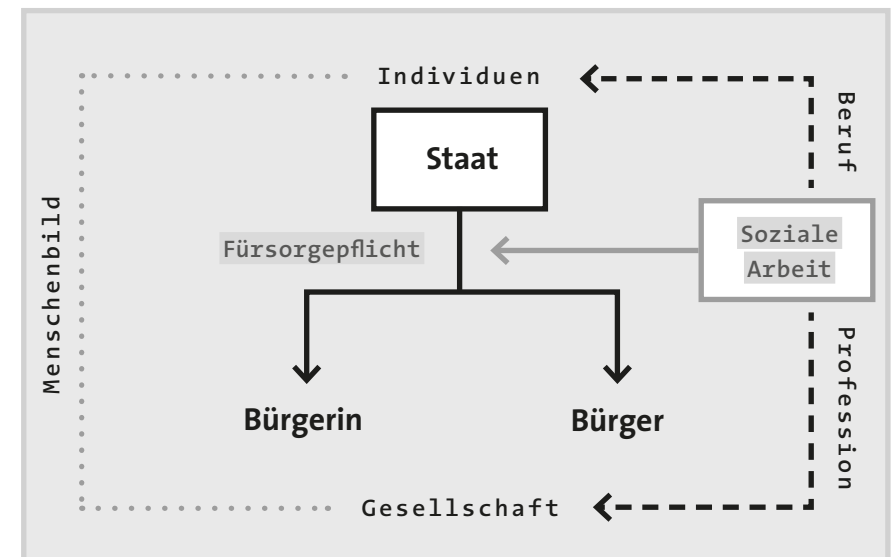 Individuen
Beruf
Staat
Menschenbild
Fürsorgepflicht
Soziale
Arbeit
Profession
Bürgerin
Bürger
Gesellschaft